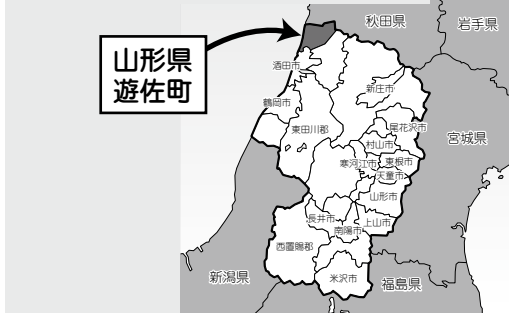 秋田県
岩手県
山形県
遊佐町
酒田市
新庄市
鶴岡市
東田川郡
尾花沢市
村山市
宮城県
寒河江市
東根市
天童市
山形市
長井市
上山市
南陽市
西置賜郡
新潟県
米沢市
福島県